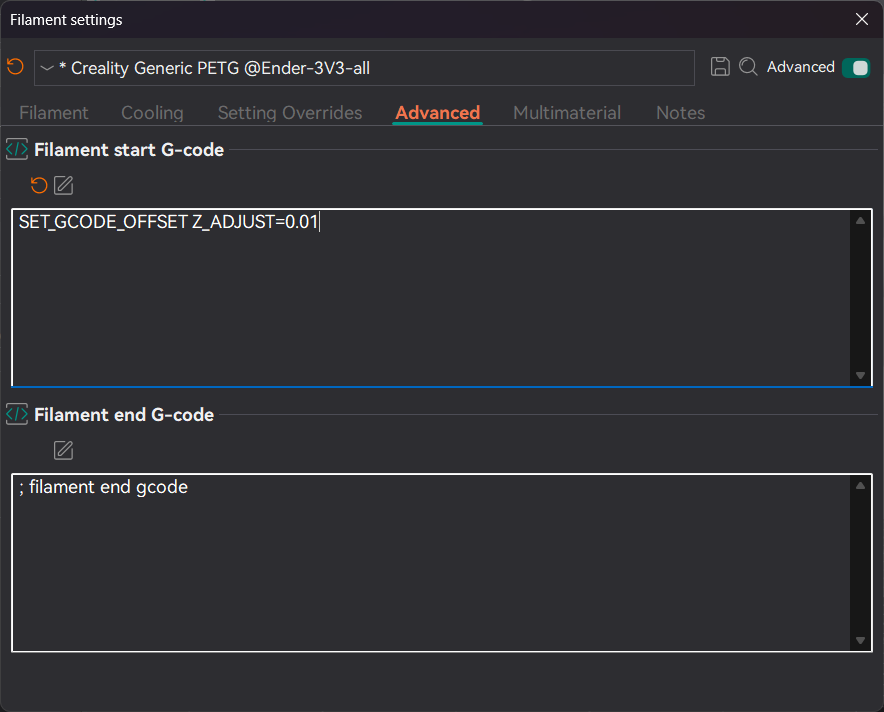 Filament settings
* Creality Generic PETG @Ender-3V3-all
Advanced
Filament Cooling Setting Overrides Advanced Multimaterial Notes
Filament start G-code
SET_GCODE_OFFSET Z_ADJUST=0.01
Filament end G-code
; filament end gcode